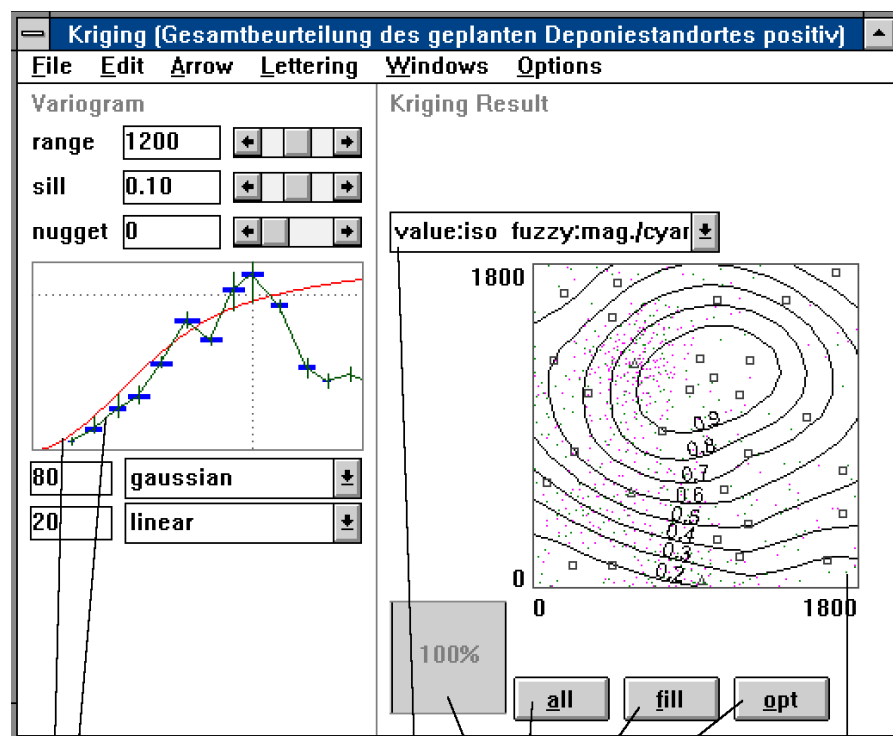 Kriging (Gesamtbeurteilung des geplanten Deponiestandortes positiv)
File Edit Arrow Lettering Windows Options
Variogram
range 1200
sill 0.10
nugget 0
80 gaussian
20 linear
Kriging Result
value:iso fuzzy:mag./cyar
1800
0.9
0.8
0.7
0.6
0.5
0.4
0.3
0.2
0
0 1800
100%
all fill opt